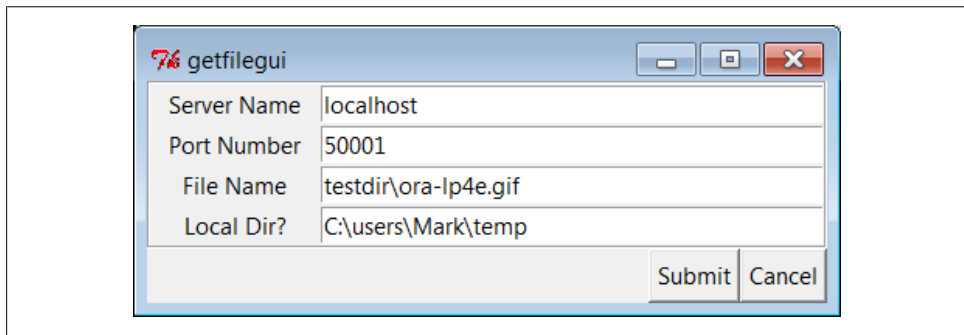 getfilegui
Server Name localhost
Port Number 50001
File Name testdir\ora-lp4e.gif
Local Dir? C:\users\Mark\temp
Submit Cancel